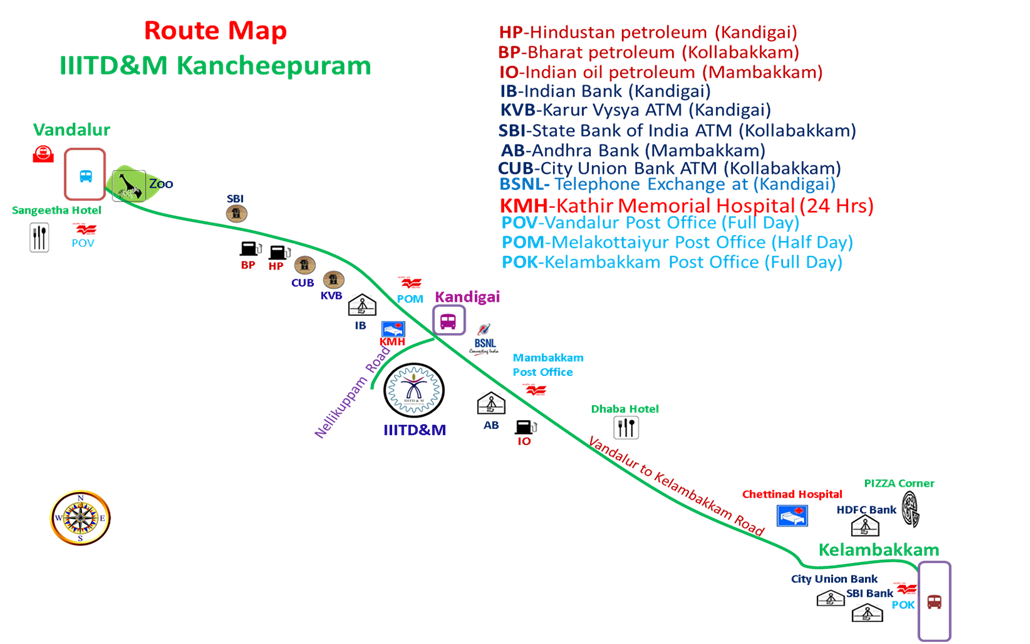 Route Map
IIITD&M Kancheepuram
HP-Hindustan petroleum (Kandigai)
BP-Bharat petroleum (Kollabakkam)
IO-Indian oil petroleum (Mambakkam)
IB-Indian Bank (Kandigai)
KVB-Karur Vysya ATM (Kandigai)
SBI-State Bank of India ATM (Kollabakkam)
AB-Andhra Bank (Mambakkam)
CUB-City Union Bank ATM (Kollabakkam)
BSNL- Telephone Exchange at (Kandigai)
KMH-Kathir Memorial Hospital (24 Hrs)
POV-Vandalur Post Office (Full Day)
POM-Melakottaiyur Post Office (Half Day)
POK-Kelambakkam Post Office (Full Day)
Vandalur
Zoo
Sangeetha Hotel
POV
SBI
BP
HP
CUB
KVB
IB
POM
Kandigai
KMH
BSNL
Connecting India
Nellikuppam Road
IIITD&M
Mambakkam
Post Office
AB
IO
Dhaba Hotel
Vandalur to Kelambakkam Road
Chettinad Hospital
PIZZA Corner
HDFC Bank
Kelambakkam
City Union Bank
SBI Bank
POK
N
W
E
S